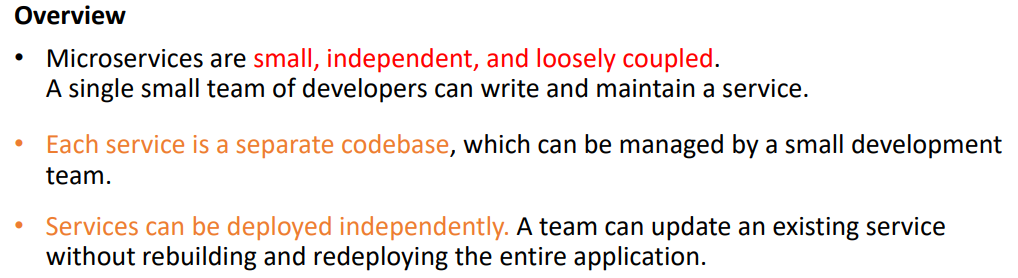 Overview
• Microservices are small, independent, and loosely coupled.
A single small team of developers can write and maintain a service.
• Each service is a separate codebase, which can be managed by a small development
team.
• Services can be deployed independently. A team can update an existing service
without rebuilding and redeploying the entire application.